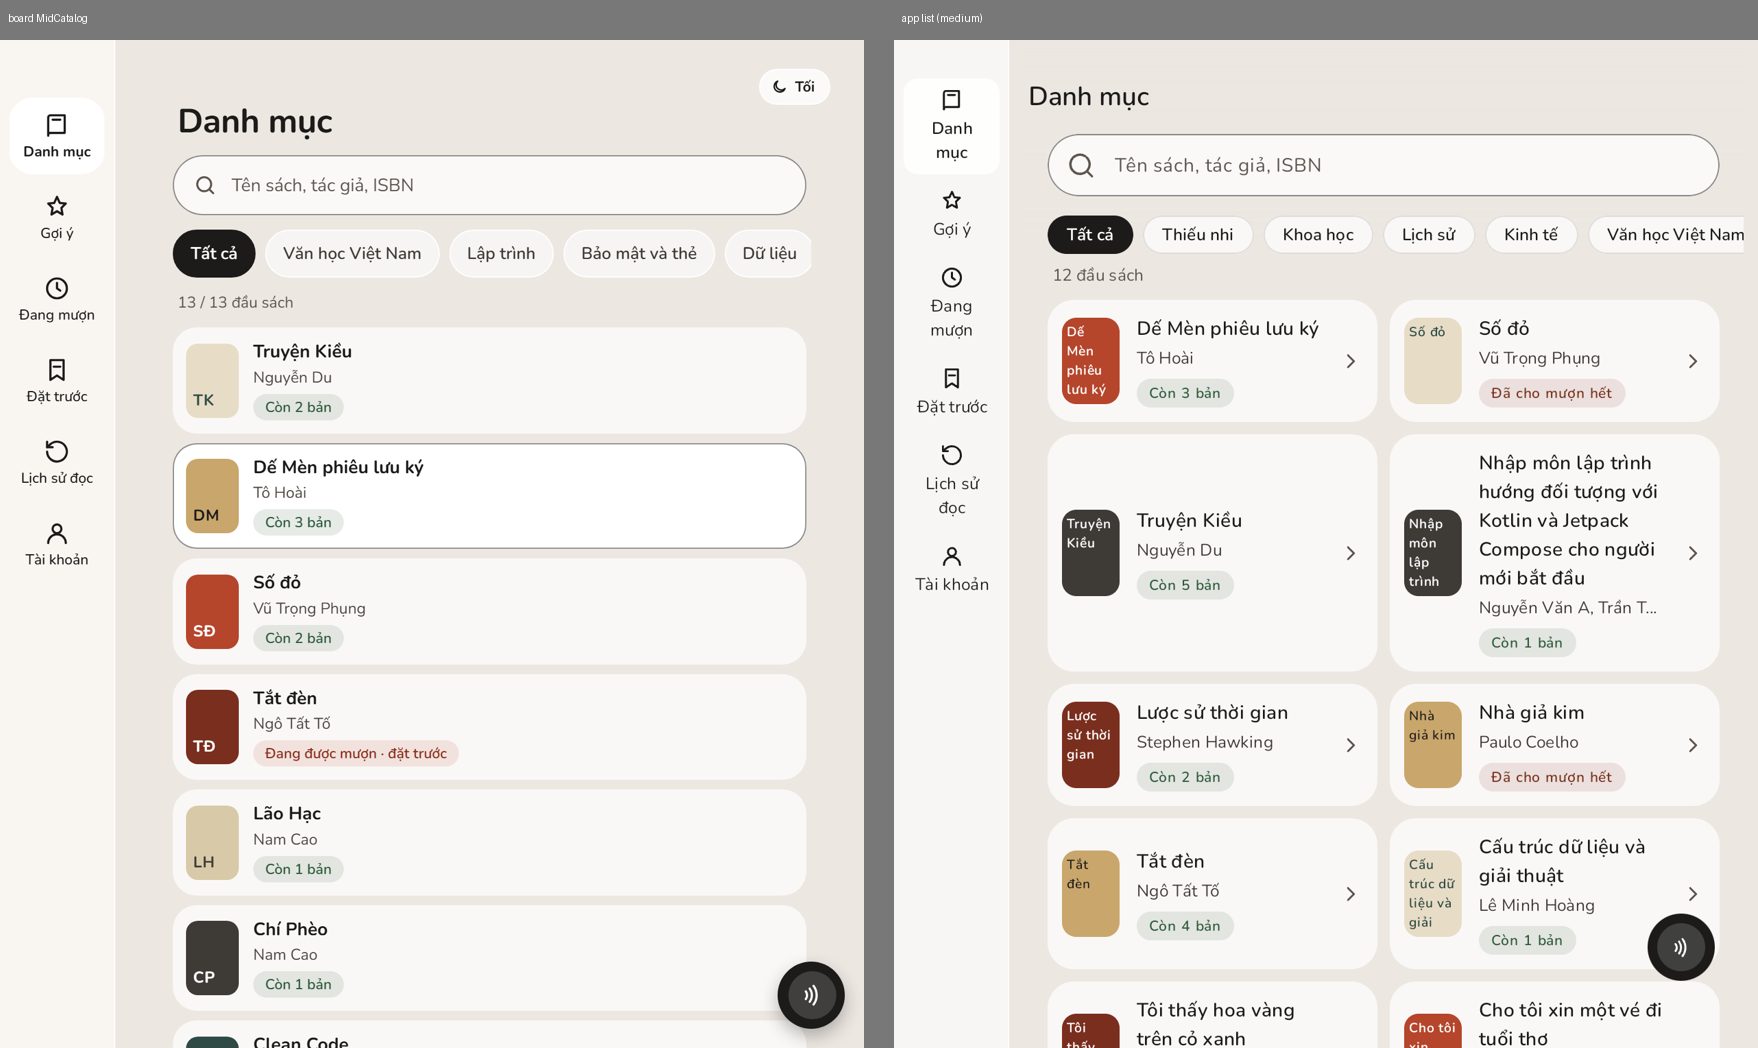 board MidCatalog
Danh mục
Gợi ý
Đang mượn
Đặt trước
Lịch sử đọc
Tài khoản
Tối
Danh mục
Tên sách, tác giả, ISBN
Tất cả
Văn học Việt Nam
Lập trình
Bảo mật và thẻ
Dữ liệu
13 / 13 đầu sách
TK
Truyện Kiều
Nguyễn Du
Còn 2 bản
DM
Dế Mèn phiêu lưu ký
Tô Hoài
Còn 3 bản
SĐ
Số đỏ
Vũ Trọng Phụng
Còn 2 bản
TĐ
Tắt đèn
Ngô Tất Tố
Đang được mượn · đặt trước
LH
Lão Hạc
Nam Cao
Còn 1 bản
CP
Chí Phèo
Nam Cao
Còn 1 bản
Clean Code
app list (medium)
Danh
mục
Gợi ý
Đang
mượn
Đặt trước
Lịch sử
đọc
Tài khoản
Danh mục
Tên sách, tác giả, ISBN
Tất cả
Thiếu nhi
Khoa học
Lịch sử
Kinh tế
Văn học Việt Nam
12 đầu sách
Dế
Mèn
phiêu
lưu ký
Dế Mèn phiêu lưu ký
Tô Hoài
Còn 3 bản
Số đỏ
Số đỏ
Vũ Trọng Phụng
Đã cho mượn hết
Truyện
Kiều
Truyện Kiều
Nguyễn Du
Còn 5 bản
Nhập
môn
lập
trình
Nhập môn lập trình
hướng đối tượng với
Kotlin và Jetpack
Compose cho người
mới bắt đầu
Nguyễn Văn A, Trần T...
Còn 1 bản
Lược
sử thời
gian
Lược sử thời gian
Stephen Hawking
Còn 2 bản
Nhà
giả kim
Nhà giả kim
Paulo Coelho
Đã cho mượn hết
Tắt
đèn
Tắt đèn
Ngô Tất Tố
Còn 4 bản
Cấu
trúc dữ
liệu và
giải
Cấu trúc dữ liệu và
giải thuật
Lê Minh Hoàng
Còn 1 bản
Tôi
thấy
Tôi thấy hoa vàng
trên cỏ xanh
Cho tôi
xin
Cho tôi xin một vé đi
tuổi thơ